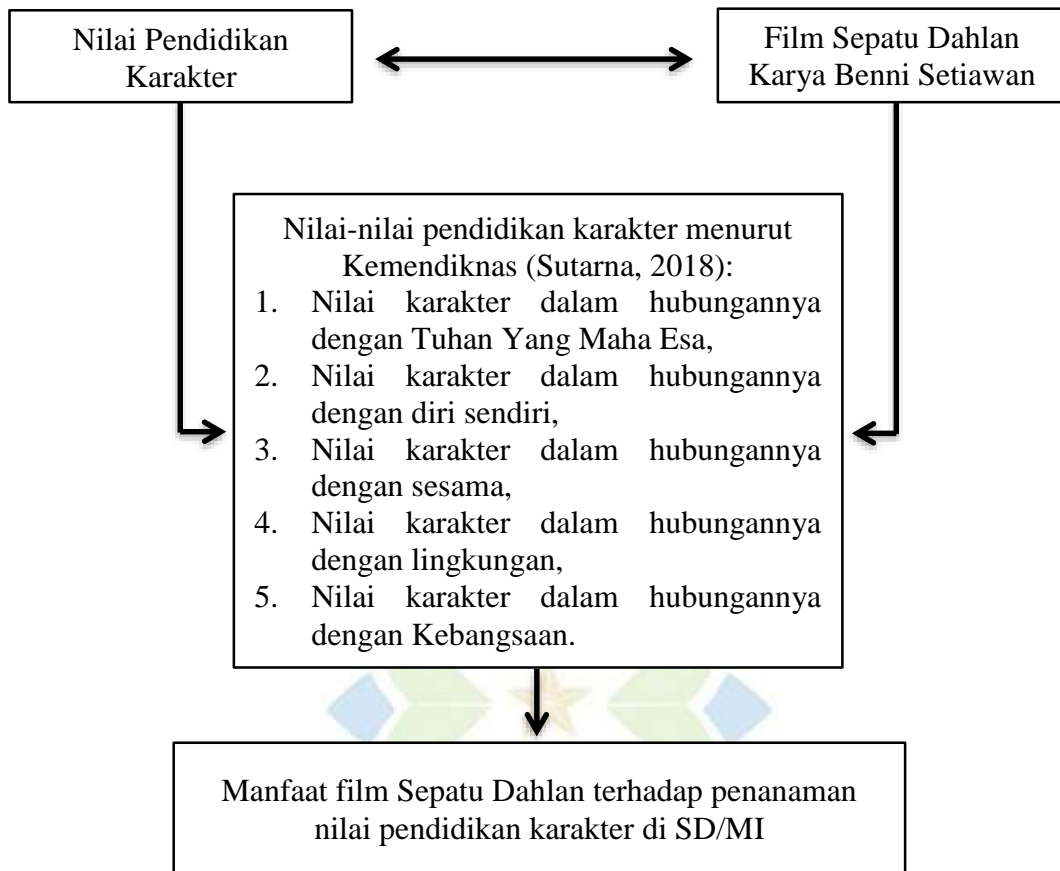 Nilai Pendidikan
Karakter
Film Sepatu Dahlan
Karya Benni Setiawan
Nilai-nilai pendidikan karakter menurut
Kemendiknas (Sutarna, 2018):
1. Nilai karakter dalam hubungannya
dengan Tuhan Yang Maha Esa,
2. Nilai karakter dalam hubungannya
dengan diri sendiri,
3. Nilai karakter dalam hubungannya
dengan sesama,
4. Nilai karakter dalam hubungannya
dengan lingkungan,
5. Nilai karakter dalam hubungannya
dengan Kebangsaan.
Manfaat film Sepatu Dahlan terhadap penanaman
nilai pendidikan karakter di SD/MI